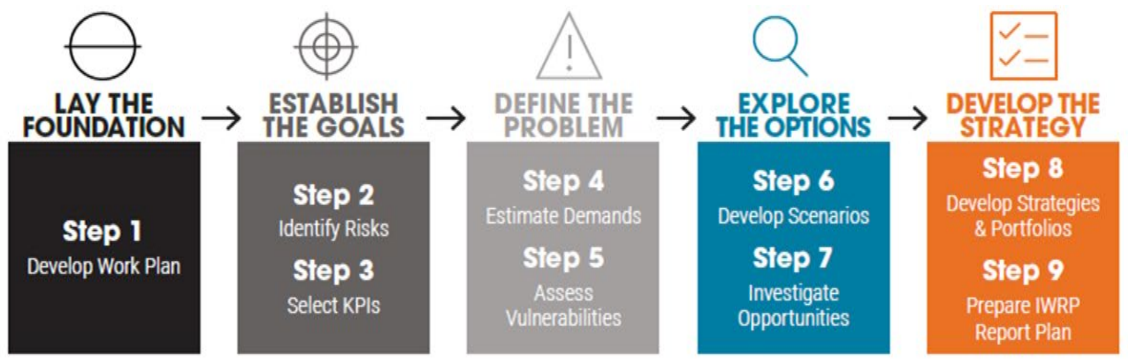 LAY THE
FOUNDATION
Step 1
Develop Work Plan
ESTABLISH
THE GOALS
Step 2
Identify Risks
Step 3
Select KPIs
DEFINE THE
PROBLEM
Step 4
Estimate Demands
Step 5
Assess
Vulnerabilities
EXPLORE
THE OPTIONS
Step 6
Develop Scenarios
Step 7
Investigate
Opportunities
DEVELOP THE
STRATEGY
Step 8
Develop Strategies
& Portfolios
Step 9
Prepare IWRP
Report Plan